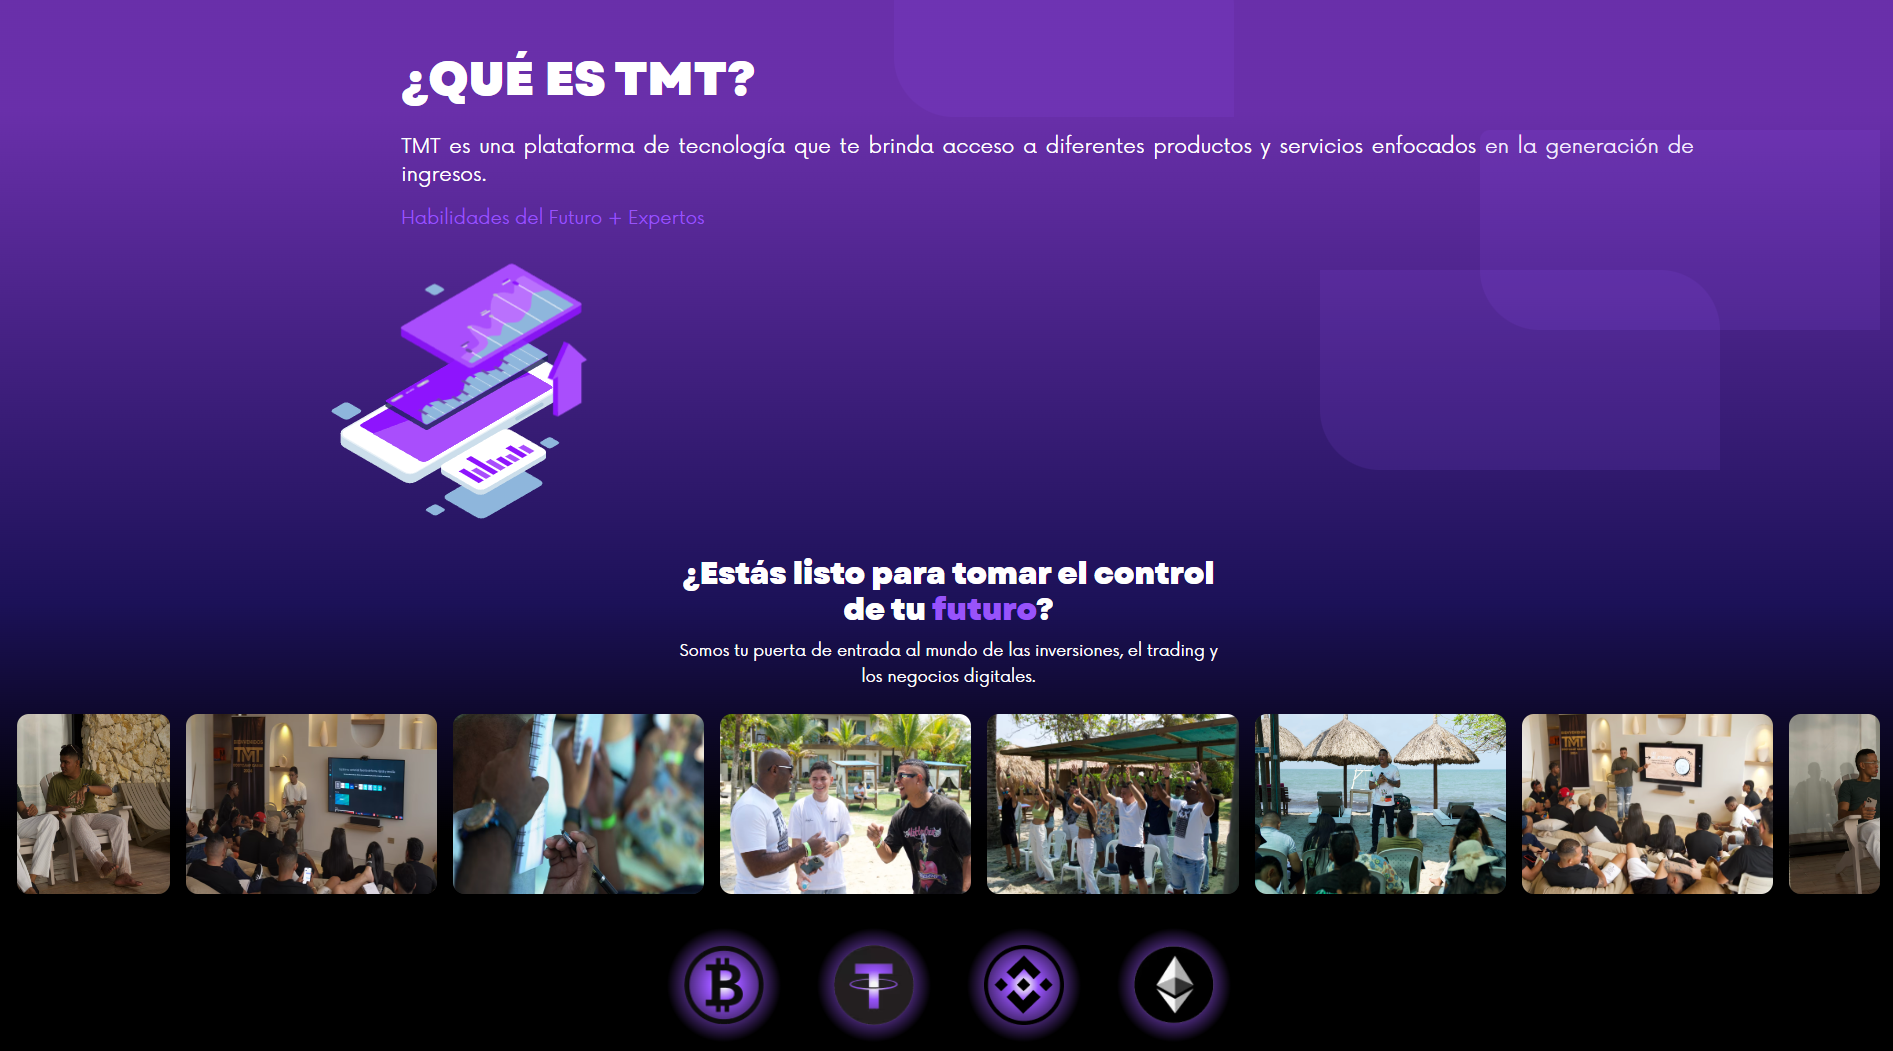 ¿QUÉ ES TMT?
TMT es una plataforma de tecnología que te brinda acceso a diferentes productos y servicios enfocados en la generación de
ingresos.
Habilidades del Futuro + Expertos
¿Estás listo para tomar el control
de tu futuro?
Somos tu puerta de entrada al mundo de las inversiones, el trading y
los negocios digitales.
TMT
TMT